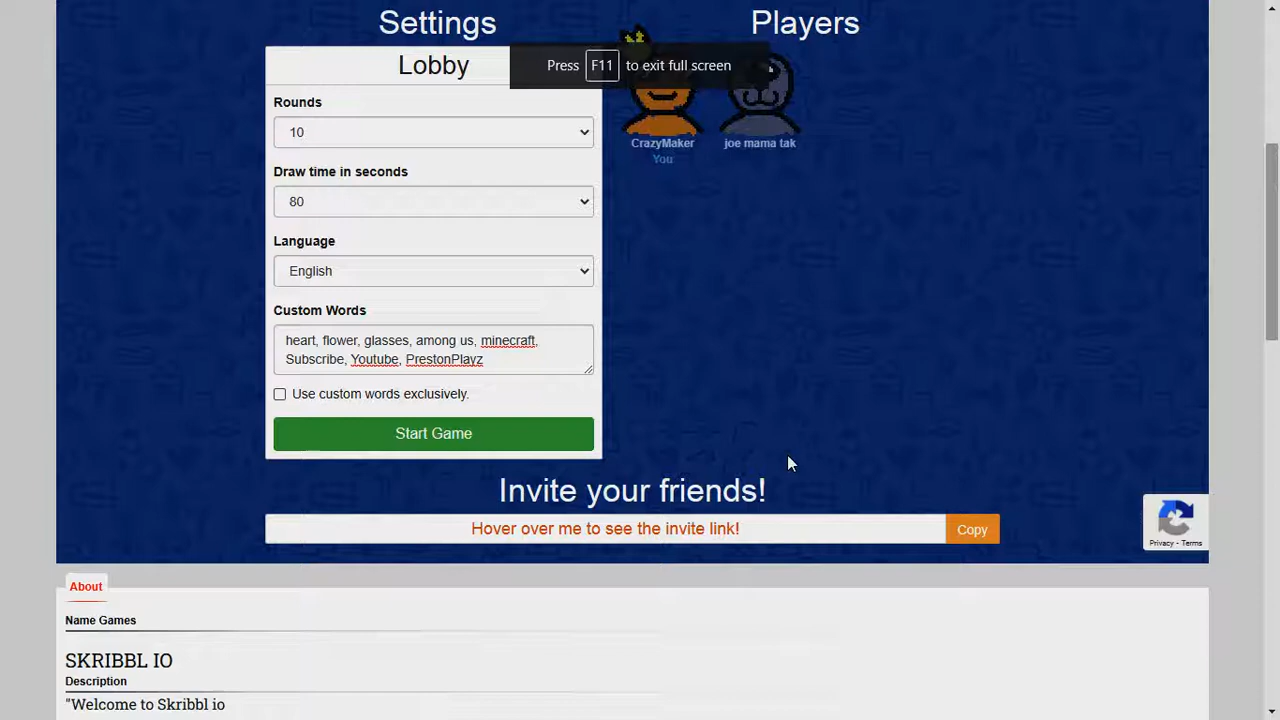 Settings
Players
Lobby
Press F11 to exit full screen
Rounds
10
CrazyMaker
joe mama tak
You
Draw time in seconds
80
Language
English
Custom Words
heart, flower, glasses, among us, minecraft,
Subscribe, Youtube, PrestonPlayz
Use custom words exclusively.
Start Game
Invite your friends!
Hover over me to see the invite link!
Copy
Privacy - Terms
About
Name Games
SKRIBBL IO
Description
"Welcome to Skribbl io